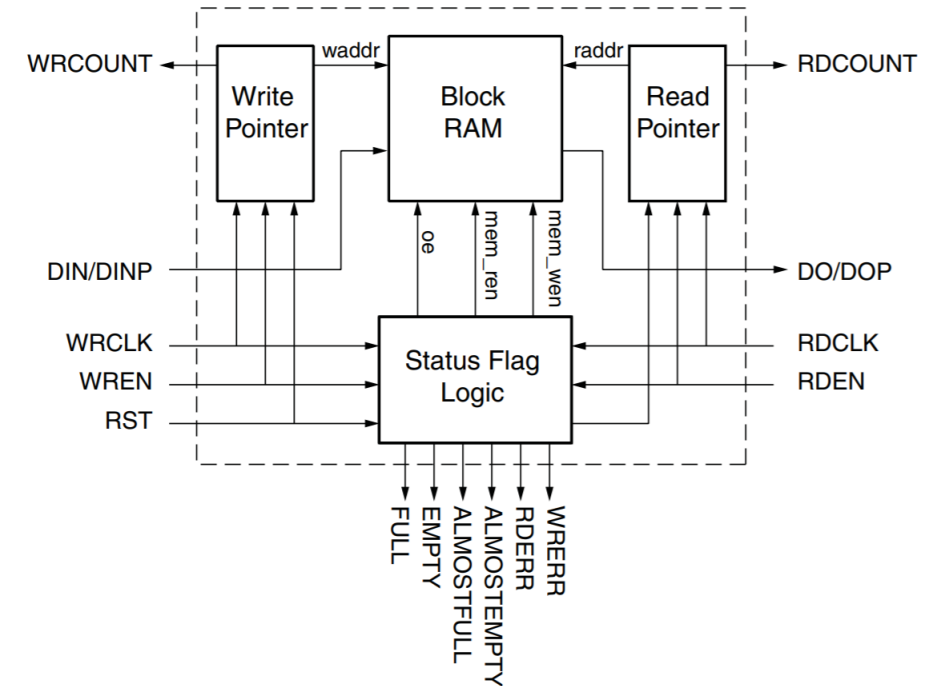 WRCOUNT
waddr
raddr
RDCOUNT
Write
Pointer
Block
RAM
Read
Pointer
oe
mem_ren
mem_wen
DIN/DINP
DO/DOP
WRCLK
WREN
RST
Status Flag
Logic
RDCLK
RDEN
FULL
EMPTY
ALMOSTFULL
ALMOSTEMPTY
RDERR
WRERR